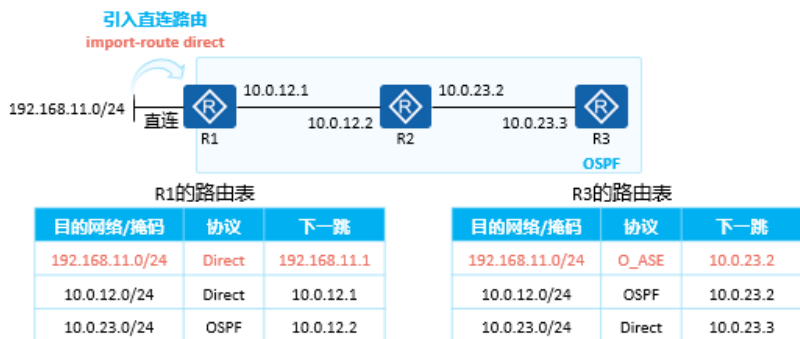 引入直连路由
import-route direct
192.168.11.0/24
直连
R
R1
10.0.12.1
10.0.12.2
R
R2
10.0.23.2
10.0.23.3
R
R3
OSPF
R1的路由表
目的网络/掩码 协议 下一跳
192.168.11.0/24 Direct 192.168.11.1
10.0.12.0/24 Direct 10.0.12.1
10.0.23.0/24 OSPF 10.0.12.2
R3的路由表
目的网络/掩码 协议 下一跳
192.168.11.0/24 O_ASE 10.0.23.2
10.0.12.0/24 OSPF 10.0.23.2
10.0.23.0/24 Direct 10.0.23.3